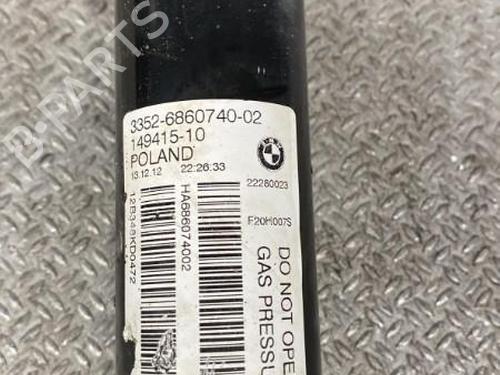 B-PARTS
3352-6860740-02
149415-10
POLAND
13.12.12 22:26:33
22280023
F20H007S
HA686074002
DO NOT OPE
GAS PRESSU